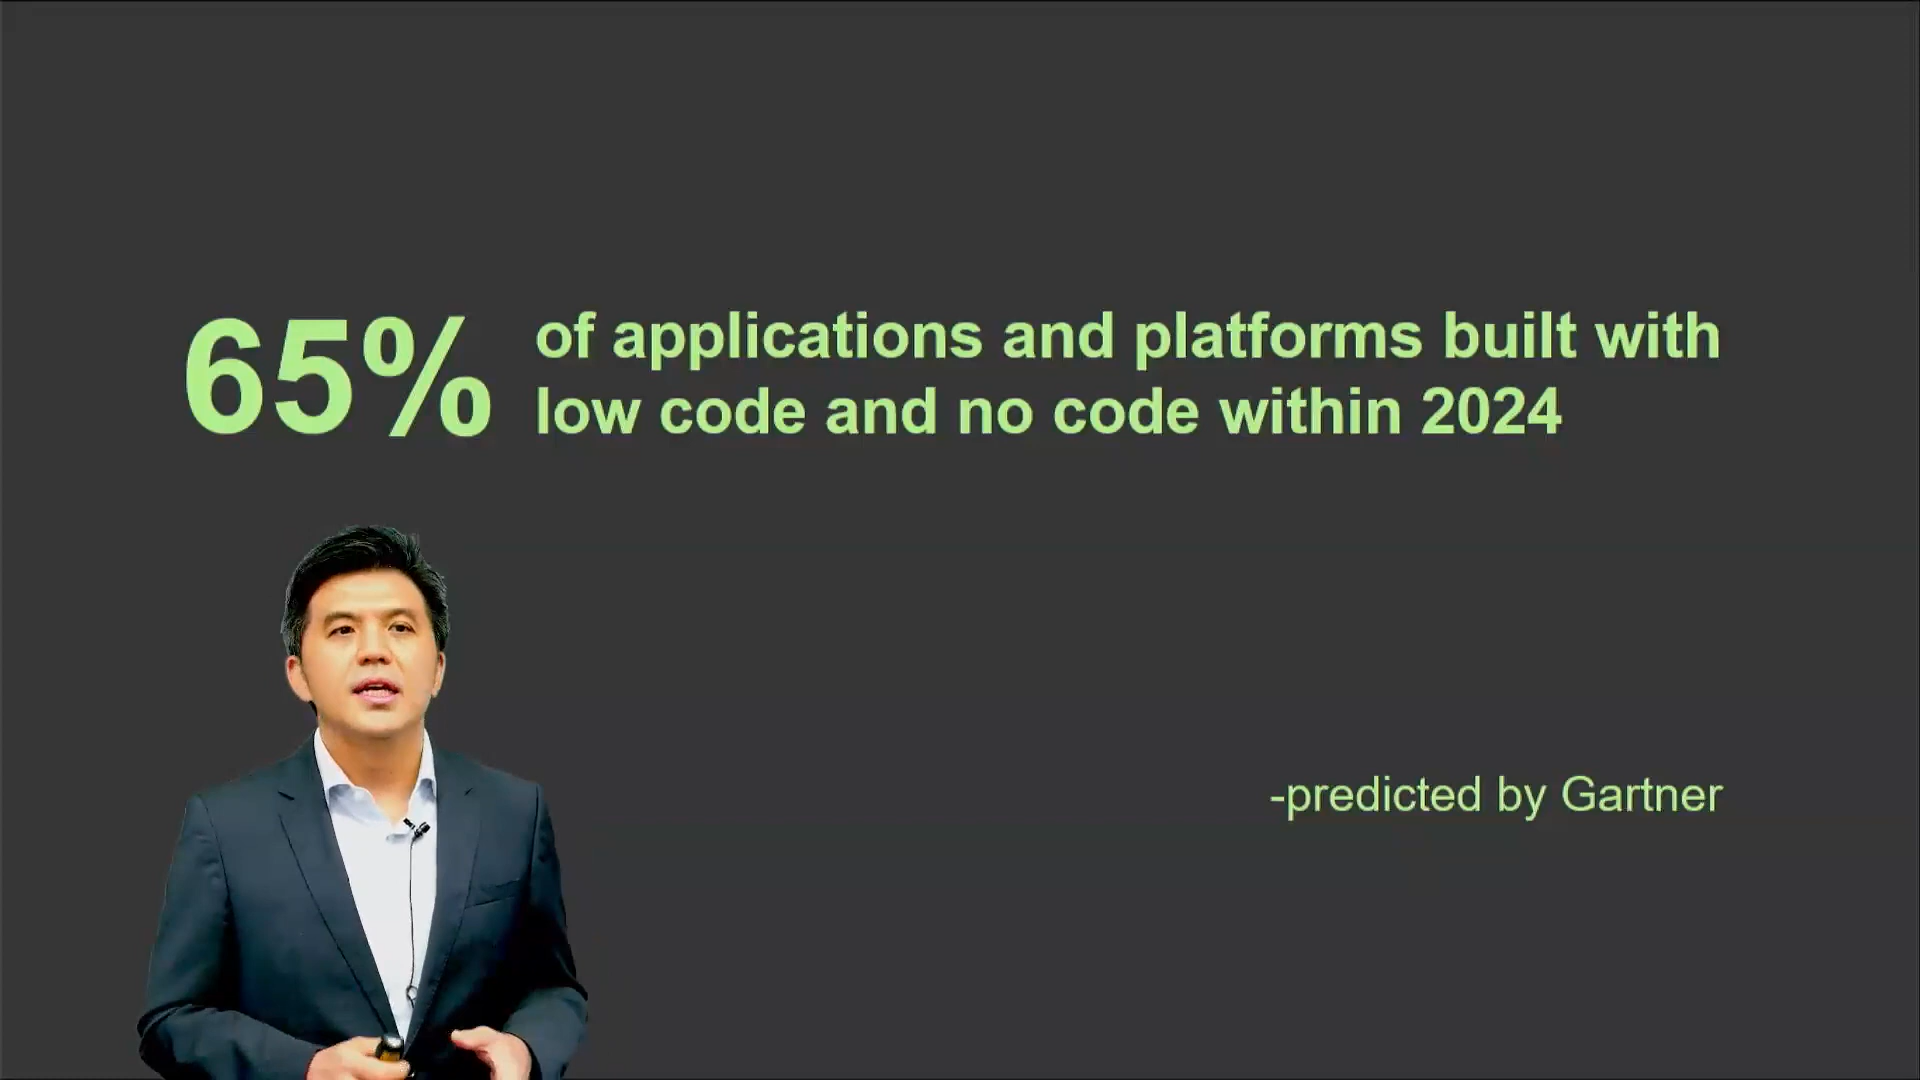 65%
of applications and platforms built with
low code and no code within 2024
-predicted by Gartner